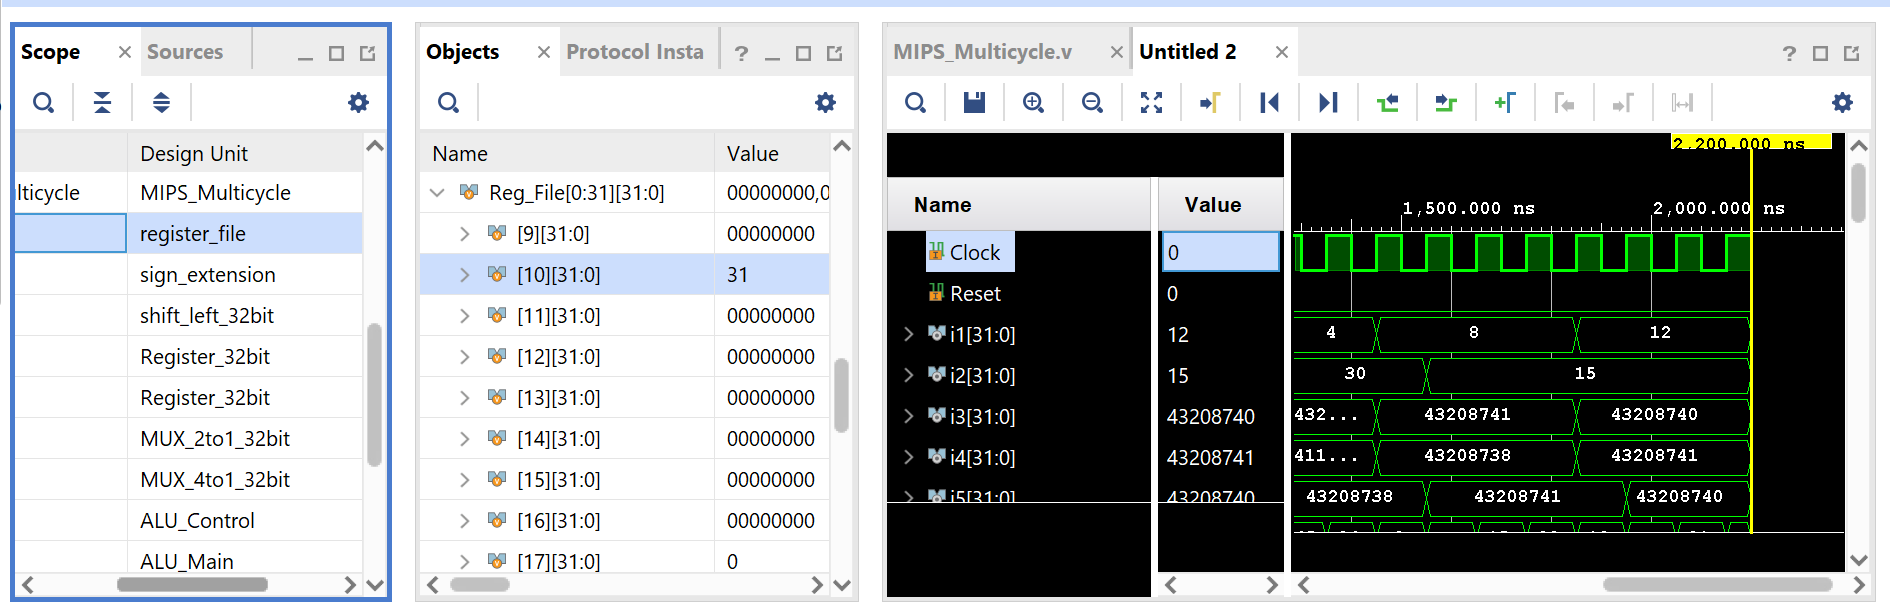 Scope
Sources
Design Unit
lticycle MIPS_Multicycle
register_file
sign_extension
shift_left_32bit
Register_32bit
Register_32bit
MUX_2to1_32bit
MUX_4to1_32bit
ALU_Control
ALU_Main
Objects
Protocol Insta
Name Value
Reg_File[0:31][31:0] 00000000,0
[9][31:0] 00000000
[10][31:0] 31
[11][31:0] 00000000
[12][31:0] 00000000
[13][31:0] 00000000
[14][31:0] 00000000
[15][31:0] 00000000
[16][31:0] 00000000
[17][31:0] 0
MIPS_Multicycle.v
Untitled 2
2,200.000 ns
Name Value 1,500.000 ns 2,000.000 ns
Clock 0
Reset 0
i1[31:0] 12 4 8 12
i2[31:0] 15 30 15
i3[31:0] 43208740 432... 43208741 43208740
i4[31:0] 43208741 411... 43208738 43208741
i5[31:0] 43208740 43208738 43208741 43208740